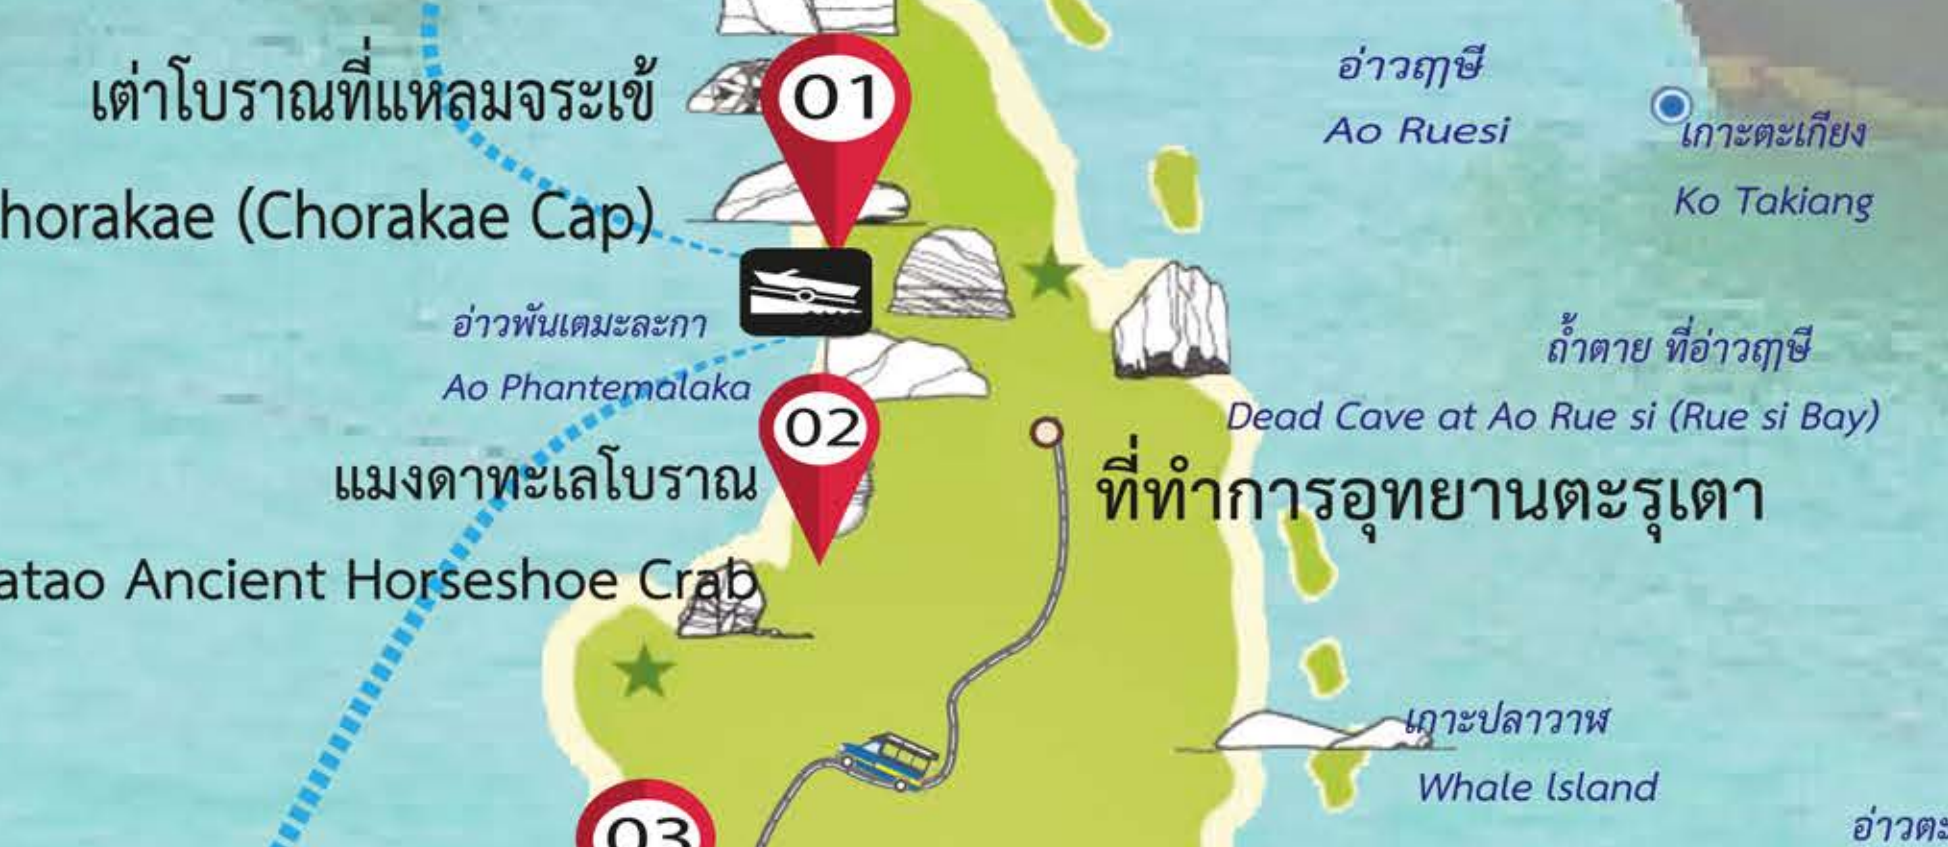 01
เต่าโบราณที่แหลมจระเข้
(Chorakae Cap)
อ่าวฤๅษี
Ao Ruesi
เกาะตะเกียง
Ko Takiang
อ่าวพันเตมะละกา
Ao Phantemalaka
ถ้ำตาย ที่อ่าวฤๅษี
Dead Cave at Ao Rue si (Rue si Bay)
02
แมงดาทะเลโบราณ
Ancient Horseshoe Crab
ที่ทำการอุทยานตะรุเตา
เกาะปลาวาฬ
Whale lsland
03